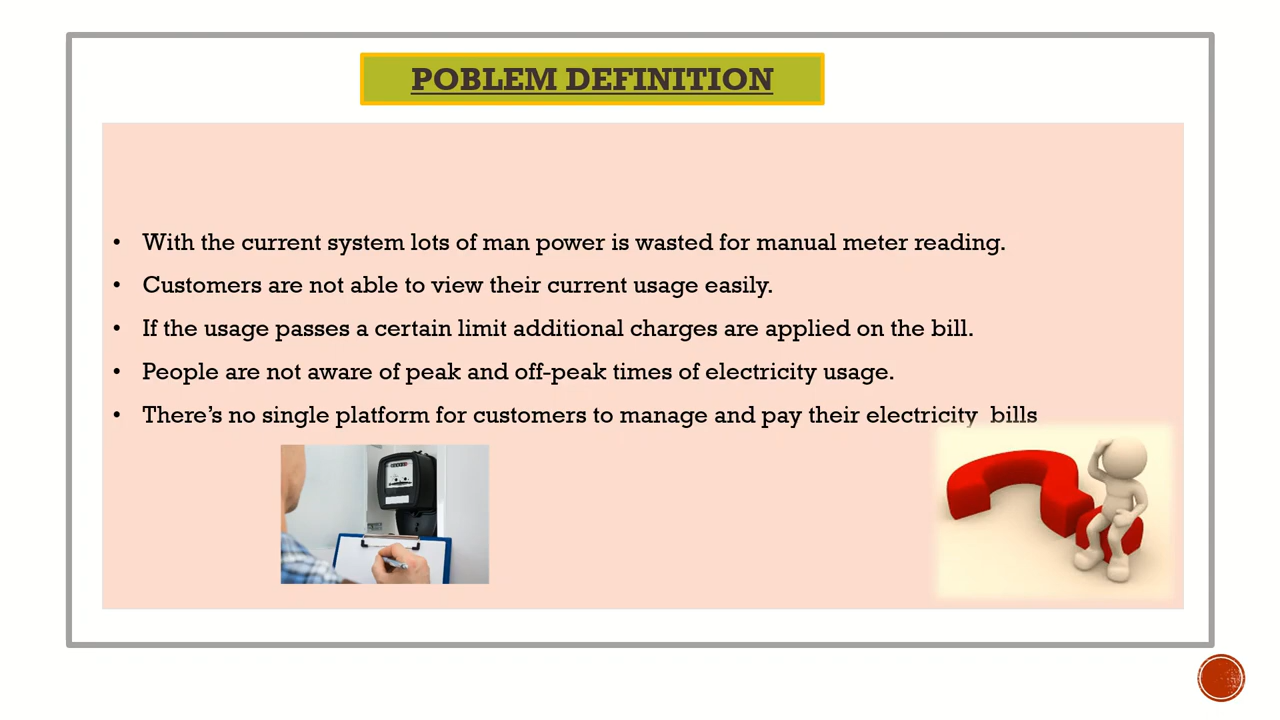 POBLEM DEFINITION
• With the current system lots of man power is wasted for manual meter reading.
• Customers are not able to view their current usage easily.
• If the usage passes a certain limit additional charges are applied on the bill.
• People are not aware of peak and off-peak times of electricity usage.
• There’s no single platform for customers to manage and pay their electricity  bills